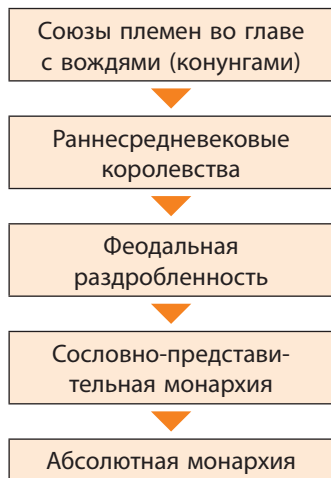 Союзы племен во главе
с вождями (конунгами)
Раннесредневековые
королевства
Феодальная
раздробленность
Сословно-представи-
тельная монархия
Абсолютная монархия